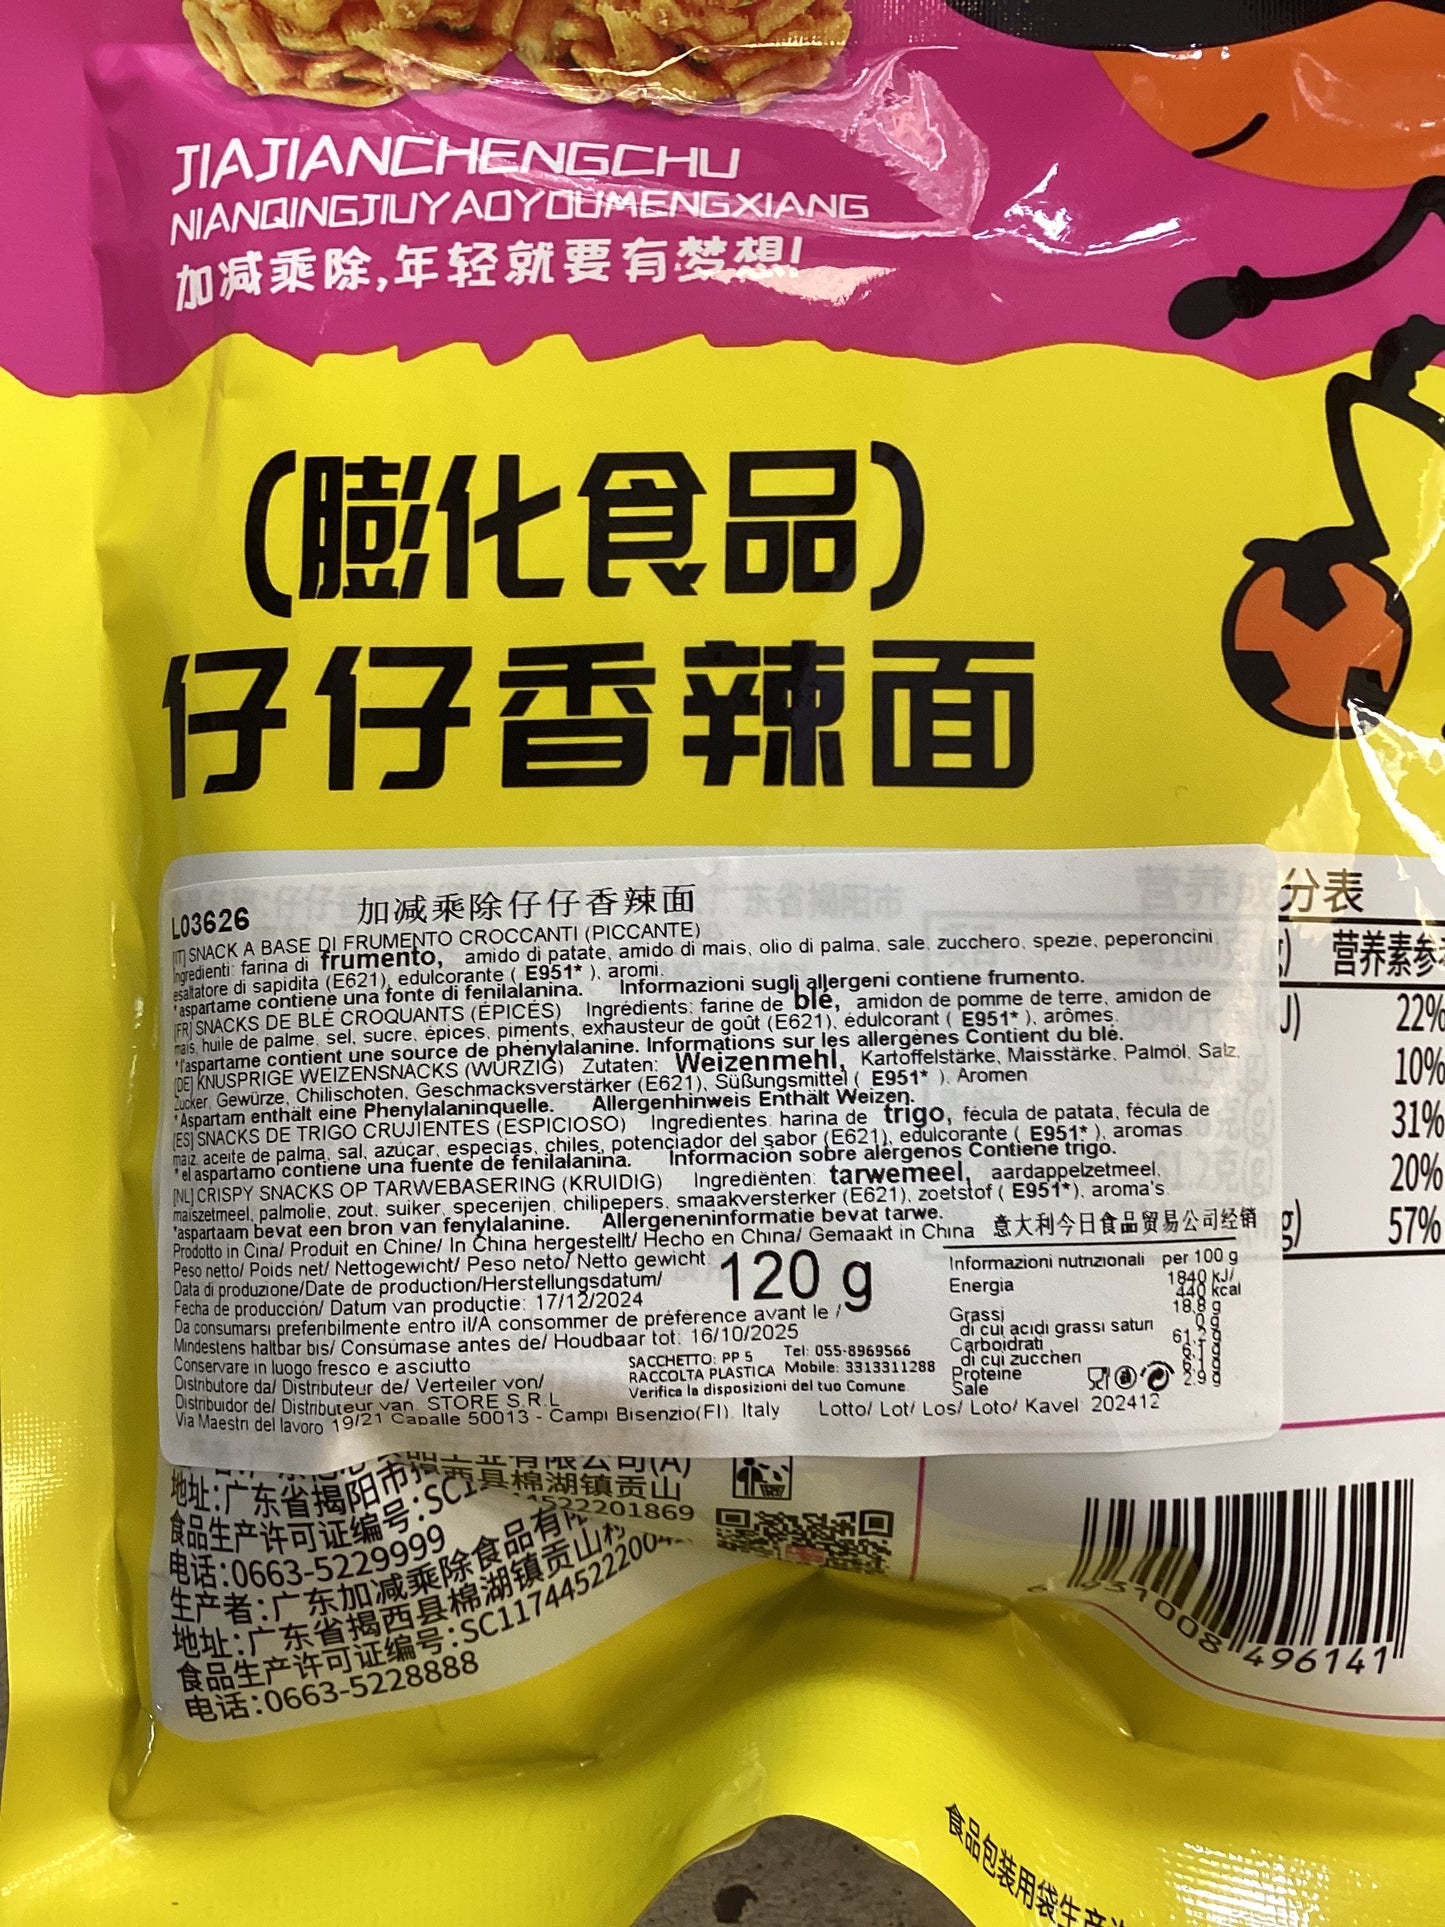 JIAJIANCHENGCHU
NIANQINGJIUYAOYOUMENGXIANG
加减乘除,年轻就要有梦想!
(膨化食品)
仔仔香辣面
L03626 加减乘除仔仔香辣面
[IT] SNACK A BASE DI FRUMENTO CROCCANTI (PICCANTE)
Ingredienti: farina di frumento, amido di patate, amido di mais, olio di palma, sale, zucchero, spezie, peperoncini,
esaltatore di sapidità (E621), edulcorante ( E951* ), aromi.
*aspartame contiene una fonte di fenilalanina. Informazioni sugli allergeni contiene frumento.
[FR] SNACKS DE BLÉ CROQUANTS (ÉPICÉS) Ingrédients: farine de blé, amidon de pomme de terre, amidon de
maïs, huile de palme, sel, sucre, épices, piments, exhausteur de goût (E621), édulcorant ( E951* ), arômes.
*l'aspartame contient une source de phénylalanine. Informations sur les allergènes Contient du blé.
[DE] KNUSPRIGE WEIZENSNACKS (WÜRZIG) Zutaten: Weizenmehl, Kartoffelstärke, Maisstärke, Palmöl, Salz,
Zucker, Gewürze, Chilischoten, Geschmacksverstärker (E621), Süßungsmittel ( E951* ), Aromen
*Aspartam enthält eine Phenylalaninquelle. Allergenhinweis Enthält Weizen.
[ES] SNACKS DE TRIGO CRUJIENTES (ESPICIOSO) Ingredientes: harina de trigo, fécula de patata, fécula de
maíz, aceite de palma, sal, azúcar, especias, chiles, potenciador del sabor (E621), edulcorante ( E951* ), aromas
*el aspartamo contiene una fuente de fenilalanina. Información sobre alérgenos Contiene trigo.
[NL] CRISPY SNACKS OP TARWEBASERING (KRUIDIG) Ingrediënten: tarwemeel, aardappelzetmeel,
maïszetmeel, palmolie, zout, suiker, specerijen, chilipepers, smaakversterker (E621), zoetstof ( E951*), aroma's.
*aspartaam bevat een bron van fenylalanine. Allergeneninformatie bevat tarwe.
Prodotto in Cina/ Produit en Chine/ In China hergestellt/ Hecho en China/ Gemaakt in China 意大利今日食品贸易公司经销
Peso netto/ Poids net/ Nettogewicht/ Peso neto/ Netto gewicht: 120 g
Data di produzione/Date de production/Herstellungsdatum/
Fecha de producción/ Datum van productie: 17/12/2024
Da consumarsi preferibilmente entro il/A consommer de préférence avant le /
Mindestens haltbar bis/ Consúmase antes de/ Houdbaar tot: 16/10/2025
Conservare in luogo fresco e asciutto
Distributore da/ Distributeur de/ Verteiler von/
Distribuidor de/ Distributeur van STORE S.R.L
Via Maestri del lavoro 19/21 Capalle 50013 - Campi Bisenzio(FI). Italy
SACCHETTO: PP 5 Tel: 055-8969566
RACCOLTA PLASTICA Mobile: 3313311288
Verifica la disposizioni del tuo Comune.
Lotto/ Lot/ Los/ Loto/ Kavel: 202412
Informazioni nutrizionali per 100 g
Energia 1840 kJ/
440 kcal
Grassi 18.8 g
di cui acidi grassi saturi 0 g
Carboidrati 61.2 g
di cui zuccheri 6.1 g
Proteine 6.1 g
Sale 2.9 g
营养成分表
营养素参
22%
10%
31%
20%
57%
地址:广东省揭阳市揭西县棉湖镇贡山
食品生产许可证编号:SC1 4522201869
电话:0663-5229999
生产者:广东加减乘除食品有限
地址:广东省揭西县棉湖镇贡山村
食品生产许可证编号:SC117445222004
电话:0663-5228888
6 931008 496141
食品包装用袋生产